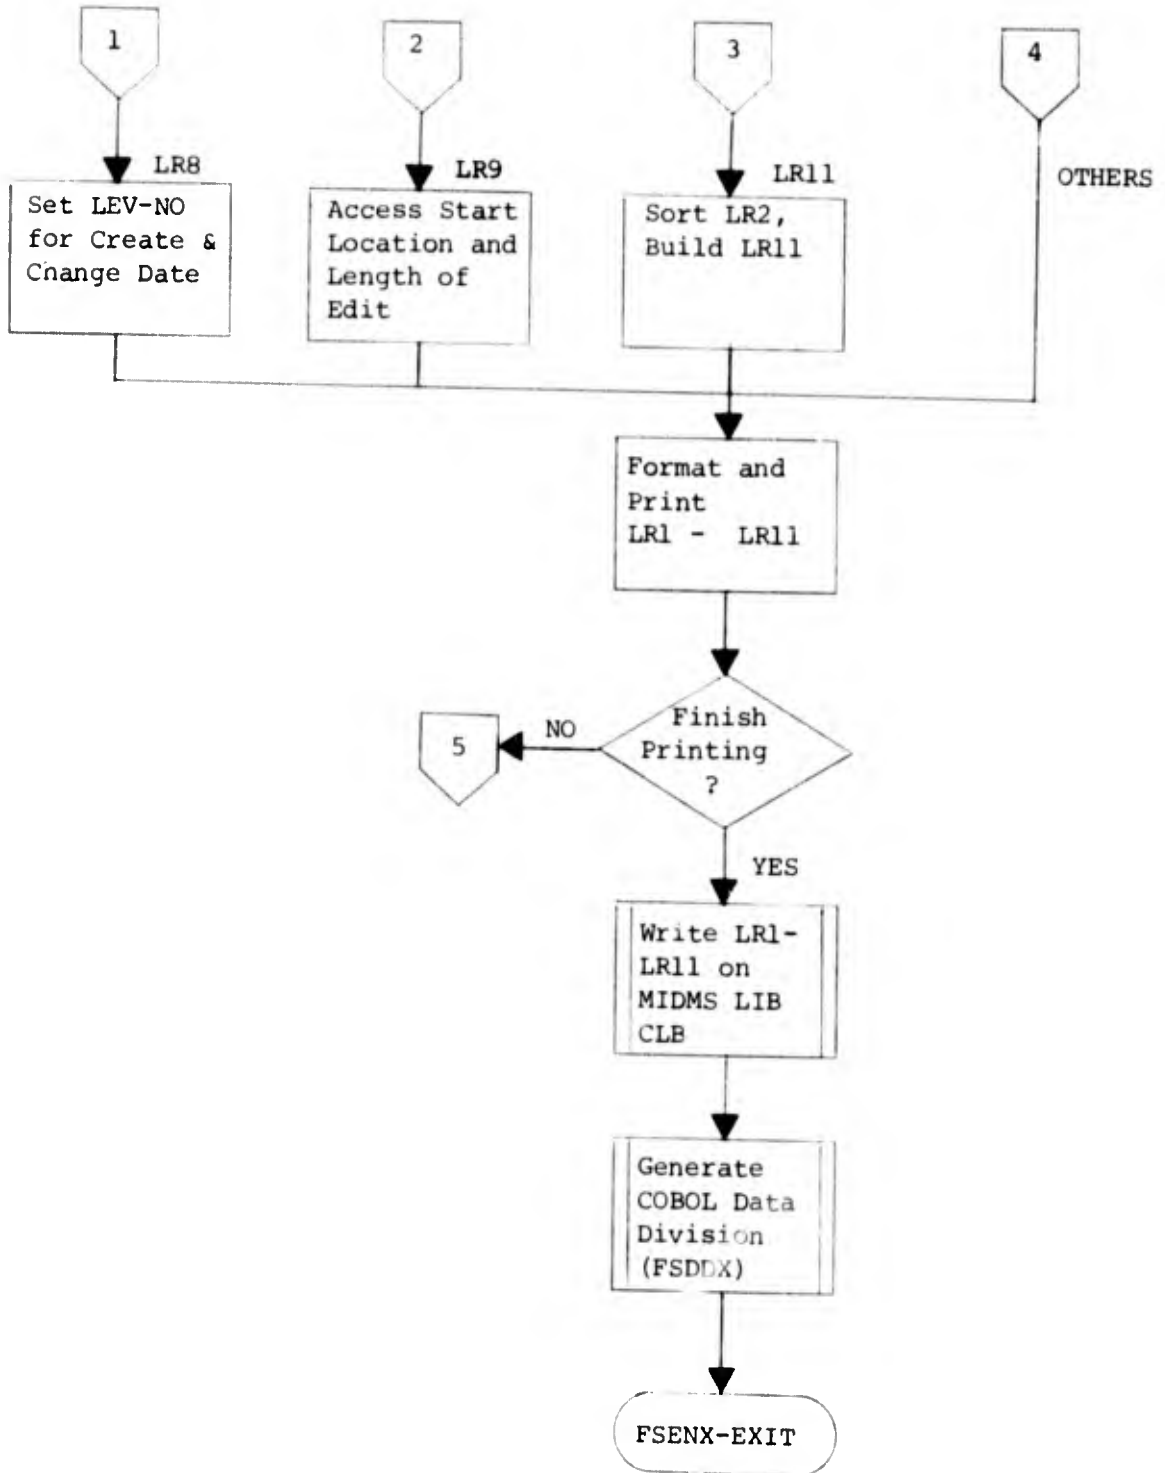 1
2
3
4
LR8
LR9
LR11
OTHERS
Set LEV-NO
for Create &
Change Date
Access Start
Location and
Length of
Edit
Sort LR2,
Build LR11
Format and
Print
LR1 - LR11
Finish
Printing
?
NO
5
YES
Write LR1-
LR11 on
MIDMS LIB
CLB
Generate
COBOL Data
Division
(FSDDX)
FSENX-EXIT